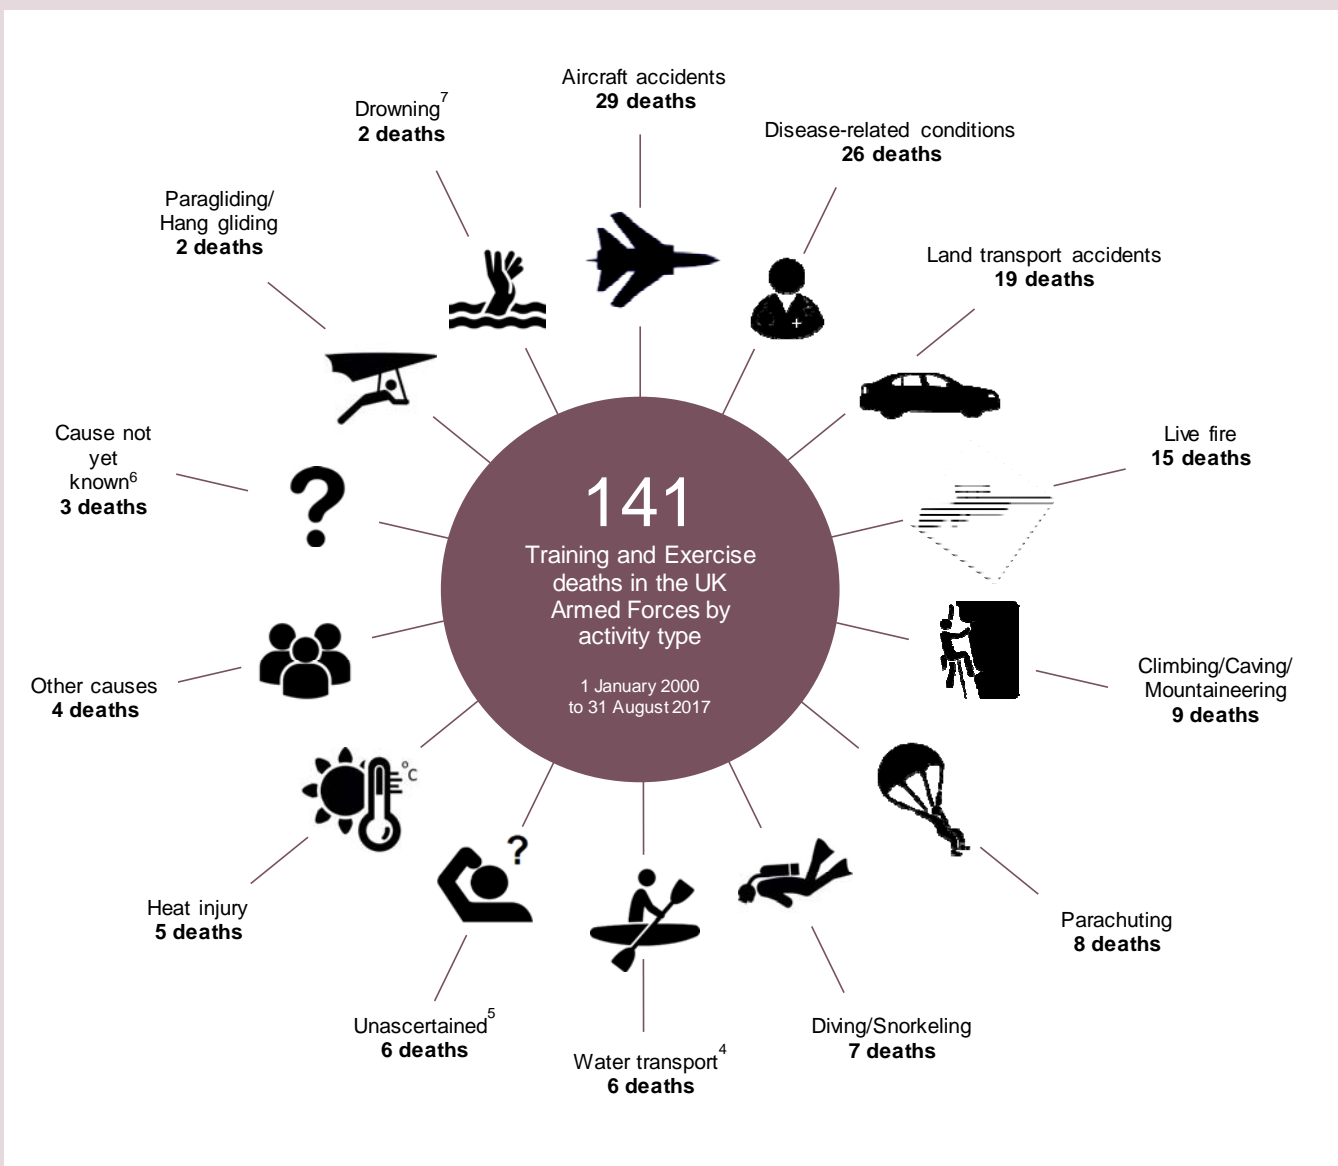 Aircraft accidents
29 deaths
Disease-related conditions
26 deaths
Land transport accidents
19 deaths
Live fire
15 deaths
Climbing/Caving/
Mountaineering
9 deaths
Parachuting
8 deaths
Diving/Snorkeling
7 deaths
Water transport4
6 deaths
Unascertained5
6 deaths
?
Heat injury
5 deaths
°C
Other causes
4 deaths
Cause not
yet
known6
3 deaths
?
Paragliding/
Hang gliding
2 deaths
Drowning7
2 deaths
141
Training and Exercise
deaths in the UK
Armed Forces by
activity type
1 January 2000
to 31 August 2017